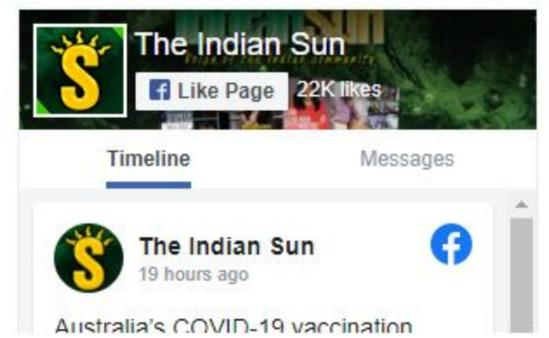 The Indian Sun
Like Page 22K likes
Timeline Messages
The Indian Sun
19 hours ago
Australia's COVID-19 vaccination